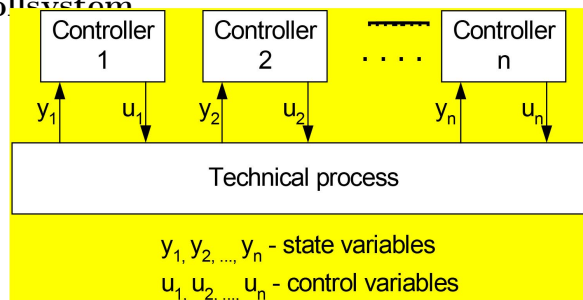 Controller 1
Controller 2
. . . .
Controller n
y1
u1
y2
u2
yn
un
Technical process
y1, y2, ..., yn - state variables
u1, u2, ..., un - control variables